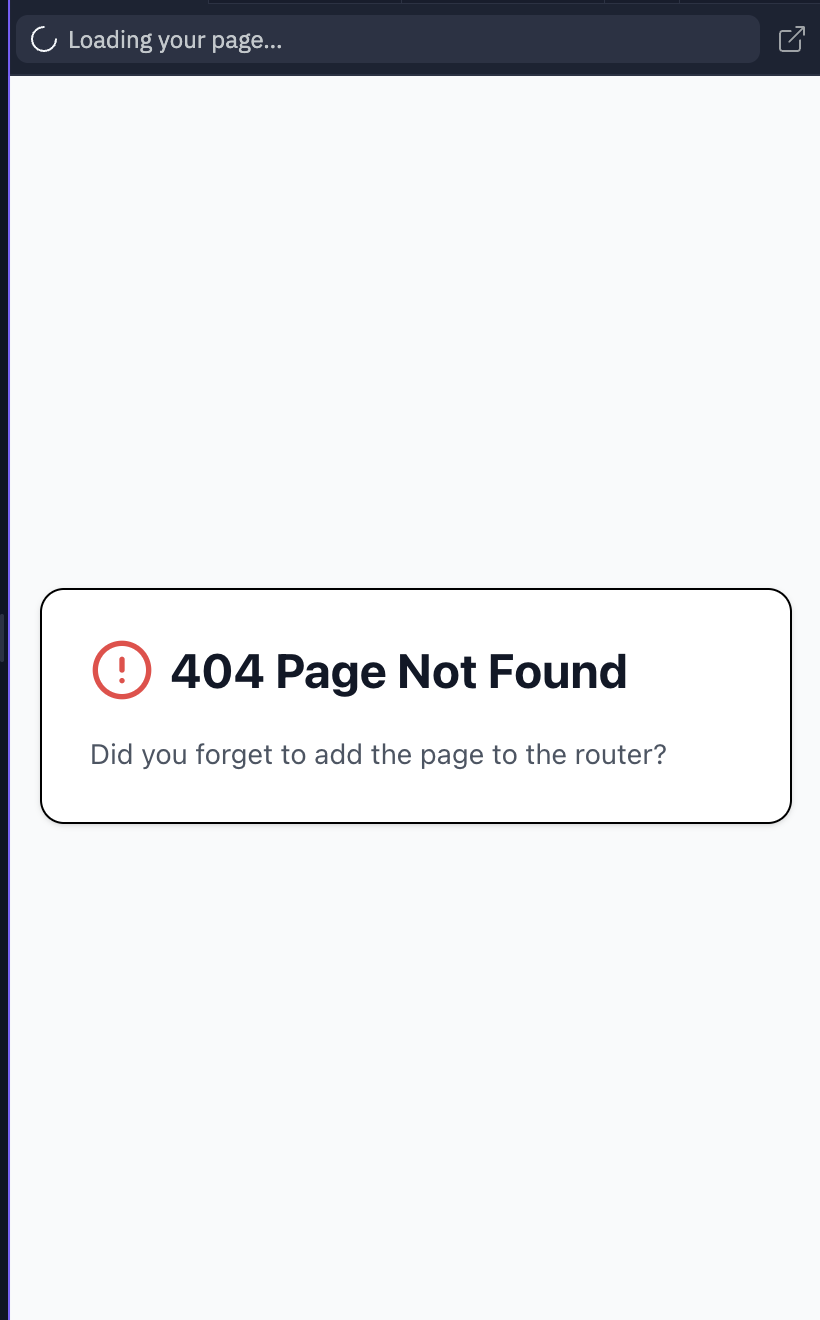 Loading your page...
404 Page Not Found
Did you forget to add the page to the router?